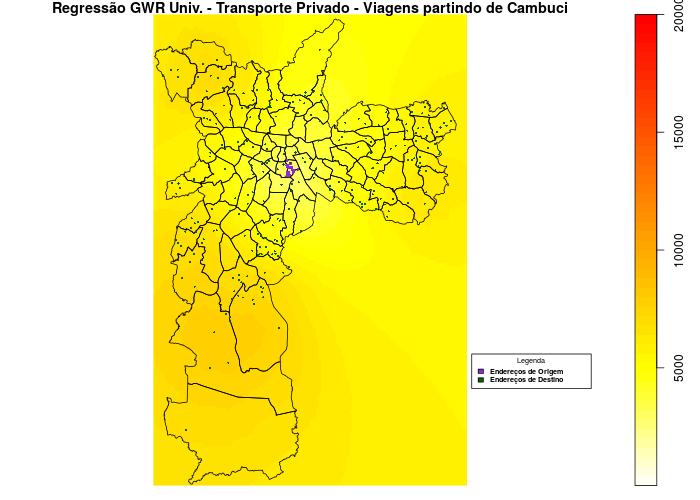 Regressão GWR Univ. - Transporte Privado - Viagens partindo de Cambuci
20000
15000
10000
5000
Legenda
Endereços de Origem
Endereços de Destino